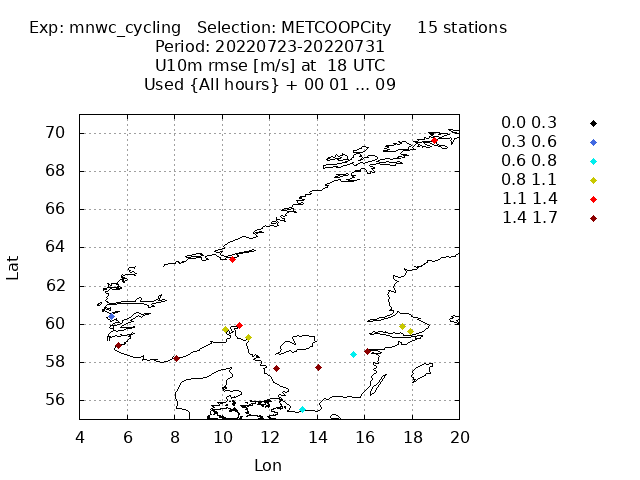 Exp: mnwc_cycling   Selection: METCOOPCity     15 stations
Period: 20220723-20220731
U10m rmse [m/s] at  18 UTC
Used {All hours} + 00 01 ... 09
0.0 0.3
0.3 0.6
0.6 0.8
0.8 1.1
1.1 1.4
1.4 1.7
Lat
70
68
66
64
62
60
58
56
4 6 8 10 12 14 16 18 20
Lon